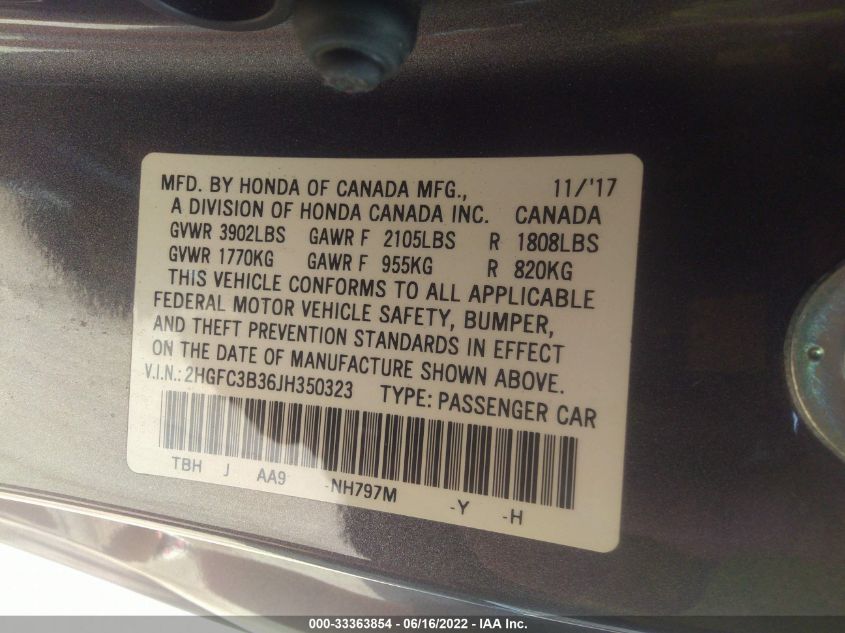 MFD. BY HONDA OF CANADA MFG., 11/'17
A DIVISION OF HONDA CANADA INC. CANADA
GVWR 3902LBS GAWR F 2105LBS R 1808LBS
GVWR 1770KG GAWR F 955KG R 820KG
THIS VEHICLE CONFORMS TO ALL APPLICABLE
FEDERAL MOTOR VEHICLE SAFETY, BUMPER,
AND THEFT PREVENTION STANDARDS IN EFFECT
ON THE DATE OF MANUFACTURE SHOWN ABOVE.
V.I.N.: 2HGFC3B36JH350323 TYPE: PASSENGER CAR
TBH J AA9 -NH797M -Y -H
000-33363854 - 06/16/2022 - IAA Inc.